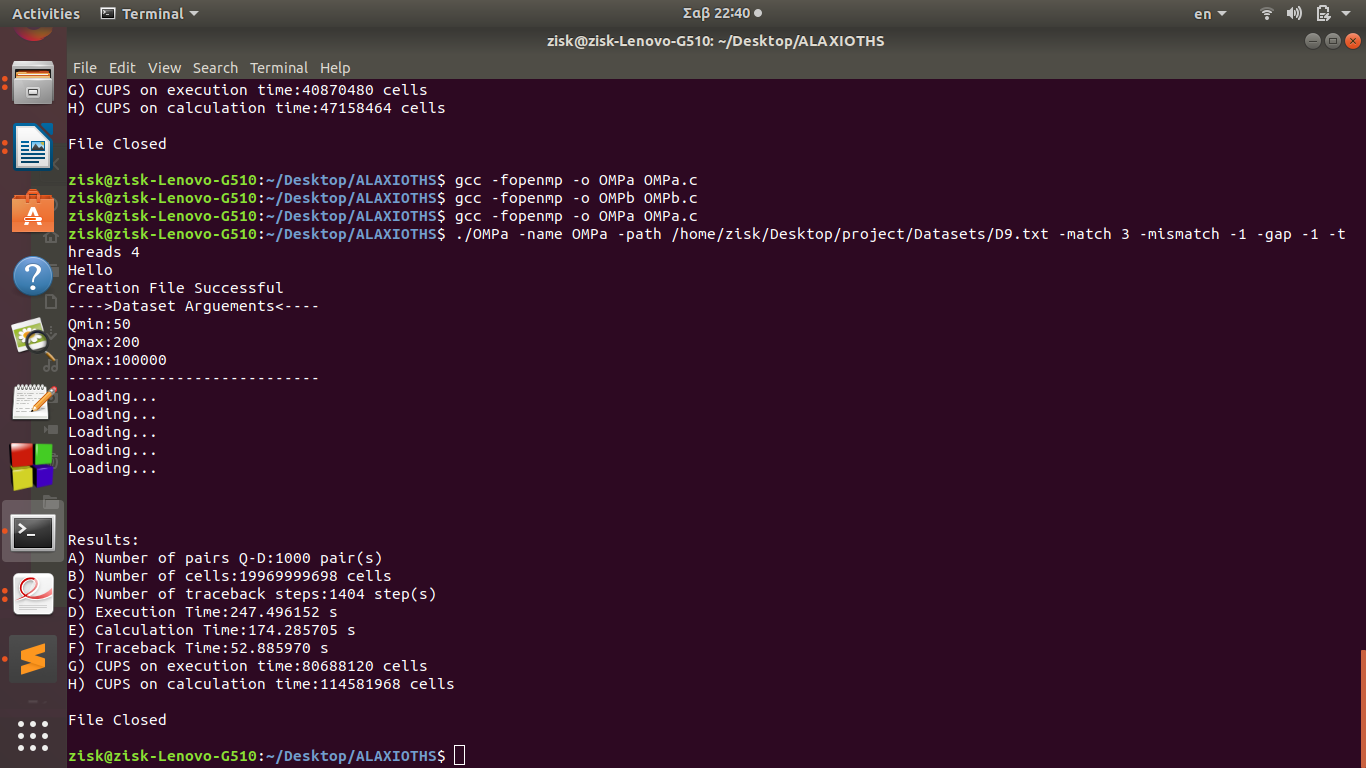 Activities Terminal Σαβ 22:40 en
zisk@zisk-Lenovo-G510: ~/Desktop/ALAXIOTHS
File Edit View Search Terminal Help
G) CUPS on execution time:40870480 cells
H) CUPS on calculation time:47158464 cells
File Closed
zisk@zisk-Lenovo-G510:~/Desktop/ALAXIOTHS$ gcc -fopenmp -o OMPa OMPa.c
zisk@zisk-Lenovo-G510:~/Desktop/ALAXIOTHS$ gcc -fopenmp -o OMPb OMPb.c
zisk@zisk-Lenovo-G510:~/Desktop/ALAXIOTHS$ gcc -fopenmp -o OMPa OMPa.c
zisk@zisk-Lenovo-G510:~/Desktop/ALAXIOTHS$ ./OMPa -name OMPa -path /home/zisk/Desktop/project/Datasets/D9.txt -match 3 -mismatch -1 -gap -1 -t
hreads 4
Hello
Creation File Successful
---->Dataset Arguements<----
Qmin:50
Qmax:200
Dmax:100000
----------------------------
Loading...
Loading...
Loading...
Loading...
Loading...
Results:
A) Number of pairs Q-D:1000 pair(s)
B) Number of cells:19969999698 cells
C) Number of traceback steps:1404 step(s)
D) Execution Time:247.496152 s
E) Calculation Time:174.285705 s
F) Traceback Time:52.885970 s
G) CUPS on execution time:80688120 cells
H) CUPS on calculation time:114581968 cells
File Closed
zisk@zisk-Lenovo-G510:~/Desktop/ALAXIOTHS$